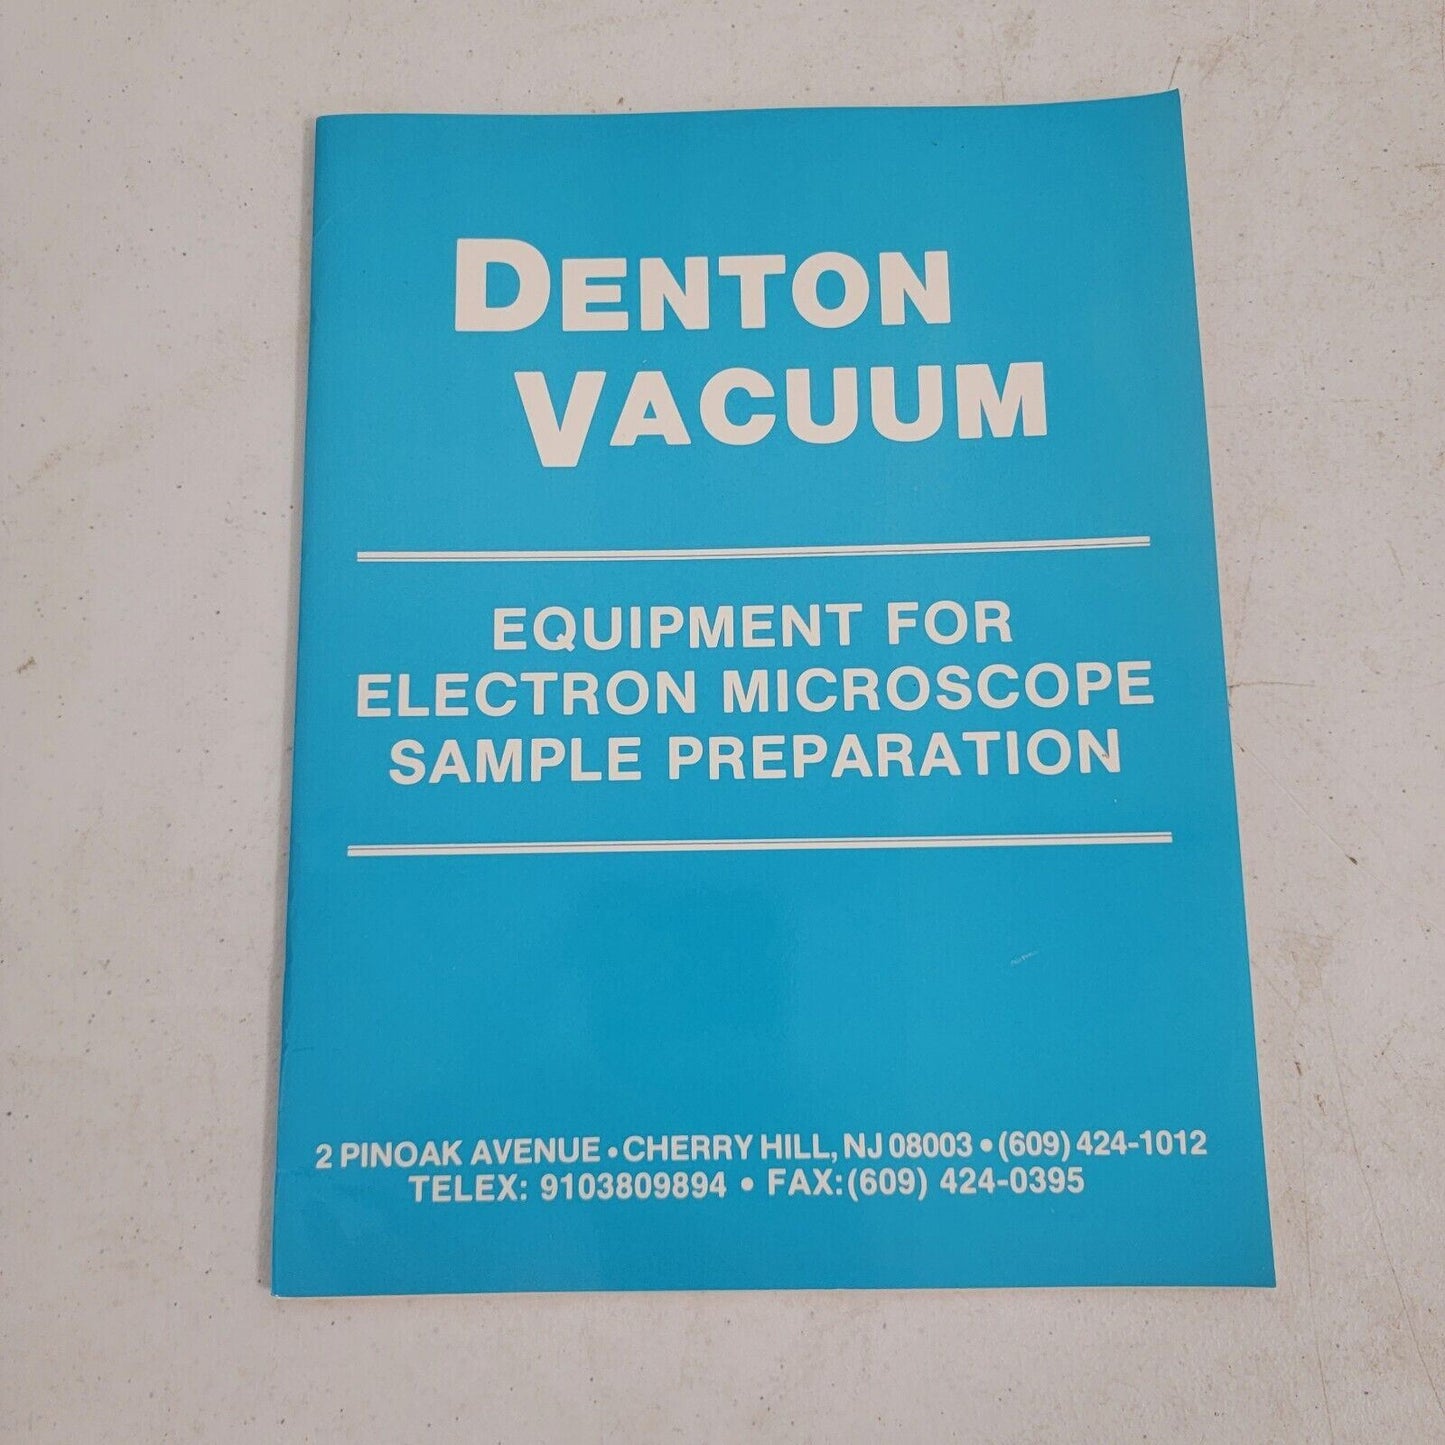 DENTON
VACUUM
EQUIPMENT FOR
ELECTRON MICROSCOPE
SAMPLE PREPARATION
2 PINOAK AVENUE • CHERRY HILL, NJ 08003 • (609) 424-1012
TELEX: 9103809894 • FAX: (609) 424-0395